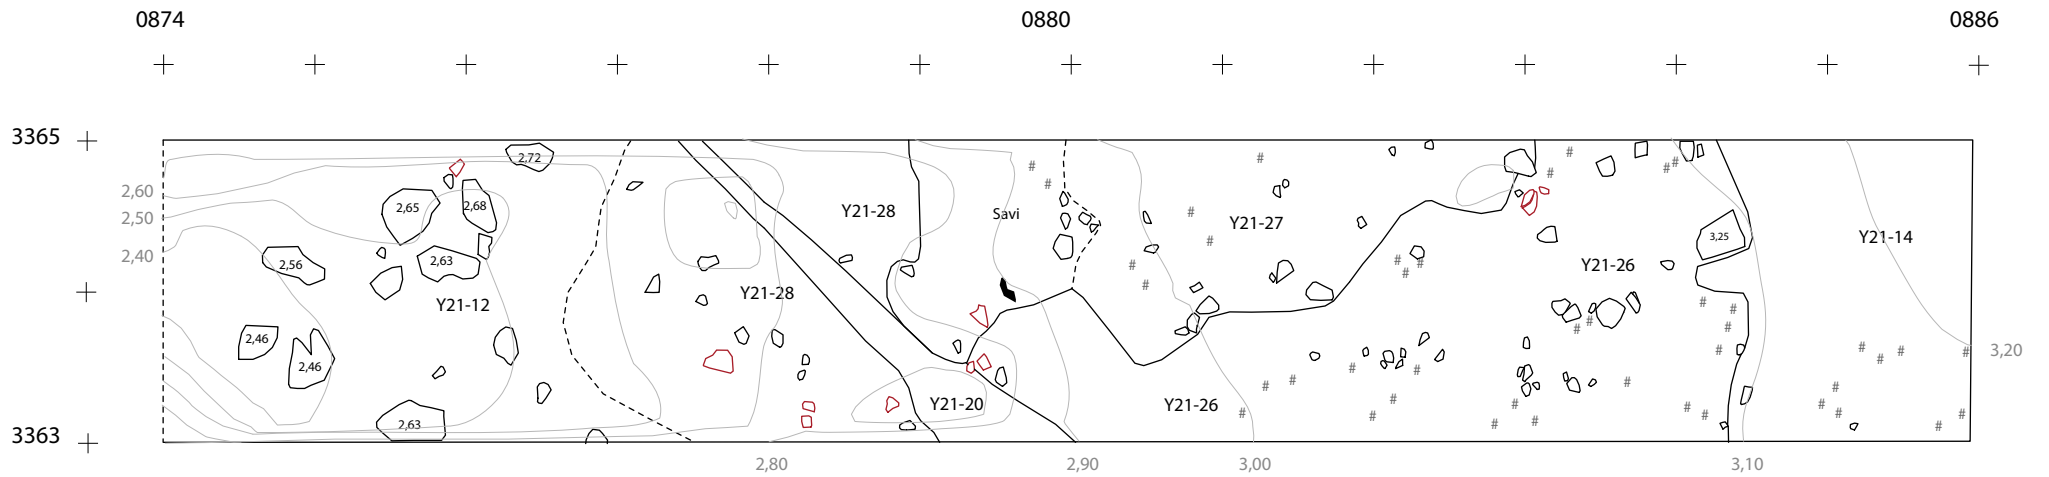 0874 0880 0886
3365
2,72
2,60 2,65 2,68
2,50 Y21-28 Savi Y21-27
2,40 2,56 2,63 Y21-26 3,25 Y21-14
Y21-12 Y21-28
2,46 2,46 3,20
Y21-20 Y21-26
3363 2,63
2,80 2,90 3,00 3,10